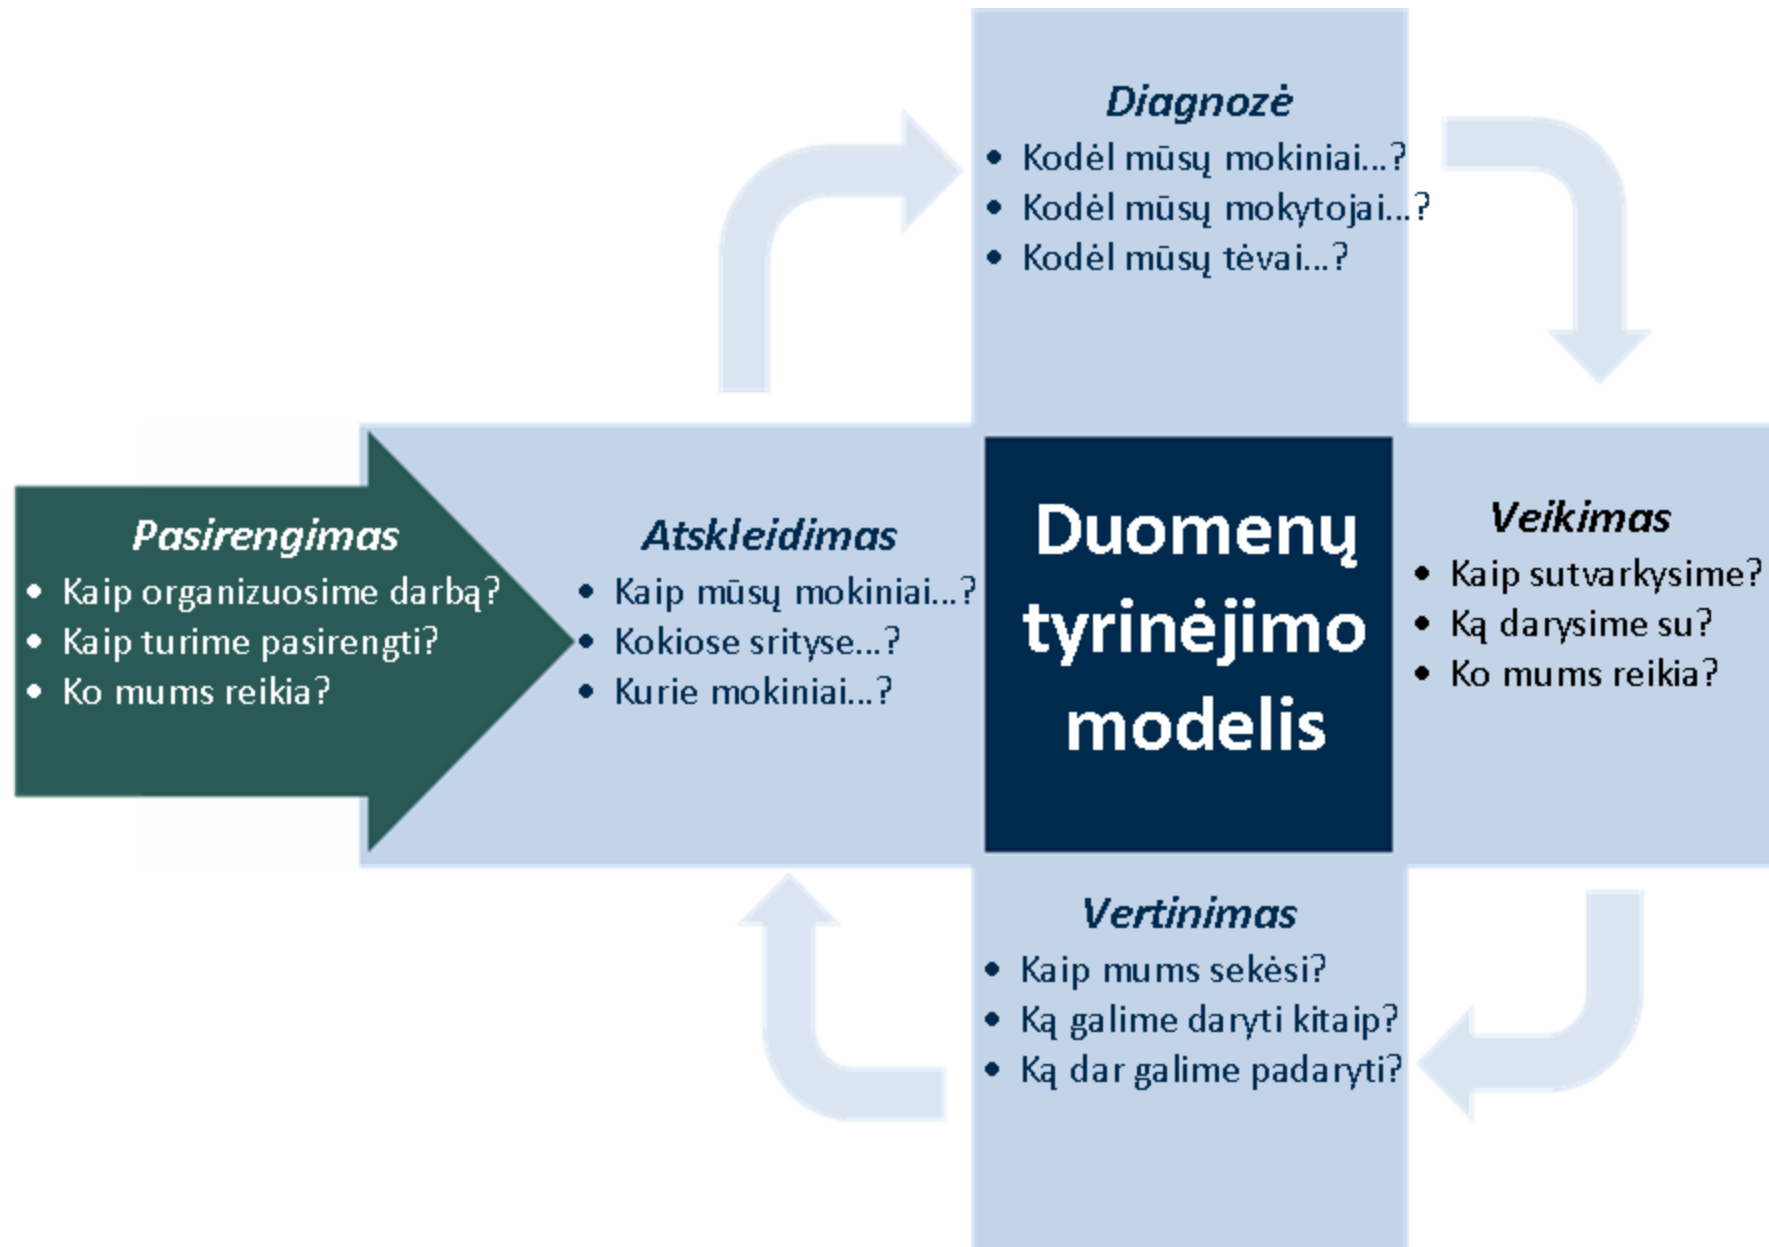 Diagnozė
• Kodėl mūsų mokiniai...?
• Kodėl mūsų mokytojai...?
• Kodėl mūsų tėvai...?
Pasirengimas
• Kaip organizuosime darbą?
• Kaip turime pasirengti?
• Ko mums reikia?
Atskleidimas
• Kaip mūsų mokiniai...?
• Kokiose srityse...?
• Kurie mokiniai...?
Duomenų
tyrinėjimo
modelis
Veikimas
• Kaip sutvarkysime?
• Ką darysime su?
• Ko mums reikia?
Vertinimas
• Kaip mums sekėsi?
• Ką galime daryti kitaip?
• Ką dar galime padaryti?